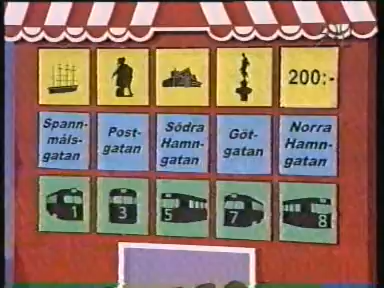 200:-
Spann-
måls-
gatan
Post-
gatan
Södra
Hamn-
gatan
Göt-
gatan
Norra
Hamn-
gatan
1
3
5
7
8